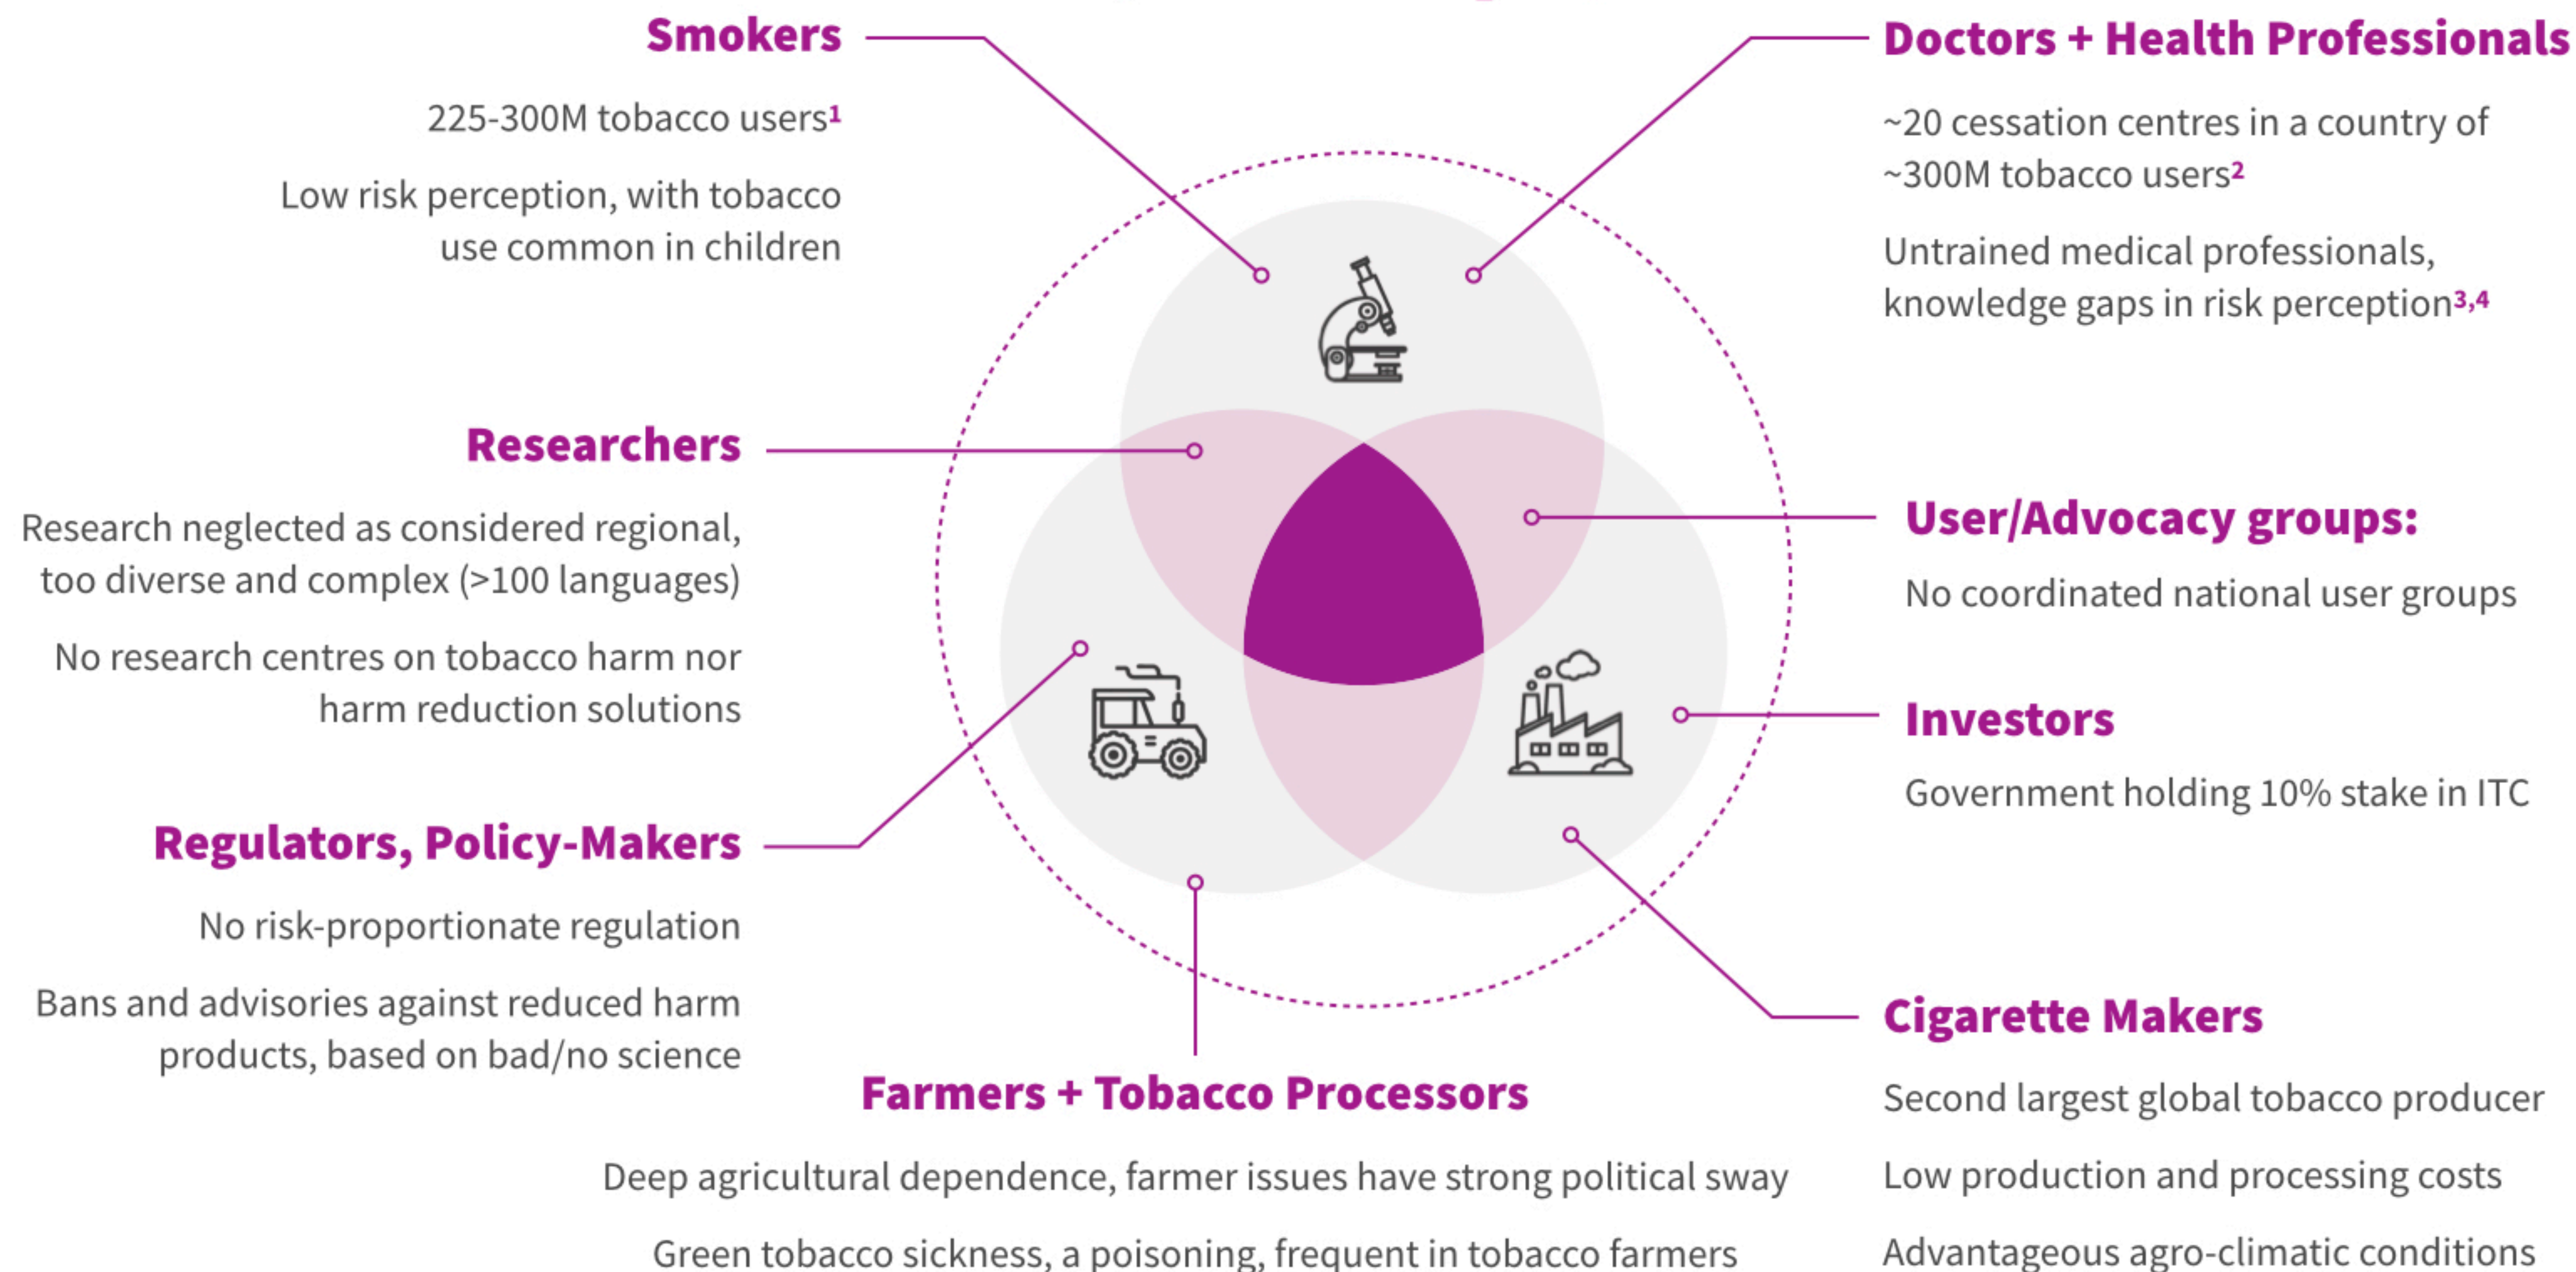 Smokers
225-300M tobacco users1
Low risk perception, with tobacco
use common in children
Doctors + Health Professionals
~20 cessation centres in a country of
~300M tobacco users2
Untrained medical professionals,
knowledge gaps in risk perception3,4
Researchers
Research neglected as considered regional,
too diverse and complex (>100 languages)
No research centres on tobacco harm nor
harm reduction solutions
User/Advocacy groups:
No coordinated national user groups
Investors
Government holding 10% stake in ITC
Regulators, Policy-Makers
No risk-proportionate regulation
Bans and advisories against reduced harm
products, based on bad/no science
Farmers + Tobacco Processors
Deep agricultural dependence, farmer issues have strong political sway
Green tobacco sickness, a poisoning, frequent in tobacco farmers
Cigarette Makers
Second largest global tobacco producer
Low production and processing costs
Advantageous agro-climatic conditions